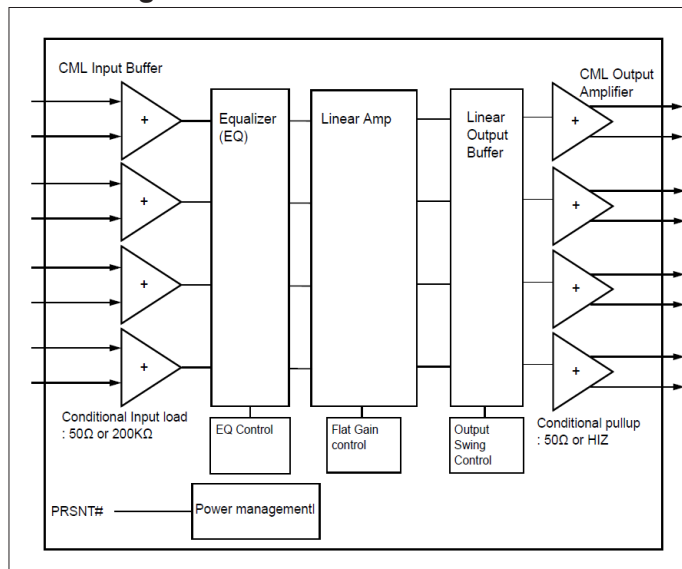 CML Input Buffer
CML Output
Amplifier
Equalizer
(EQ)
Linear Amp
Linear
Output
Buffer
+
+
+
+
+
+
+
+
Conditional Input load
: 50Ω or 200KΩ
EQ Control
Flat Gain
control
Output
Swing
Control
Conditional pullup
: 50Ω or HIZ
PRSNT#
Power managementl